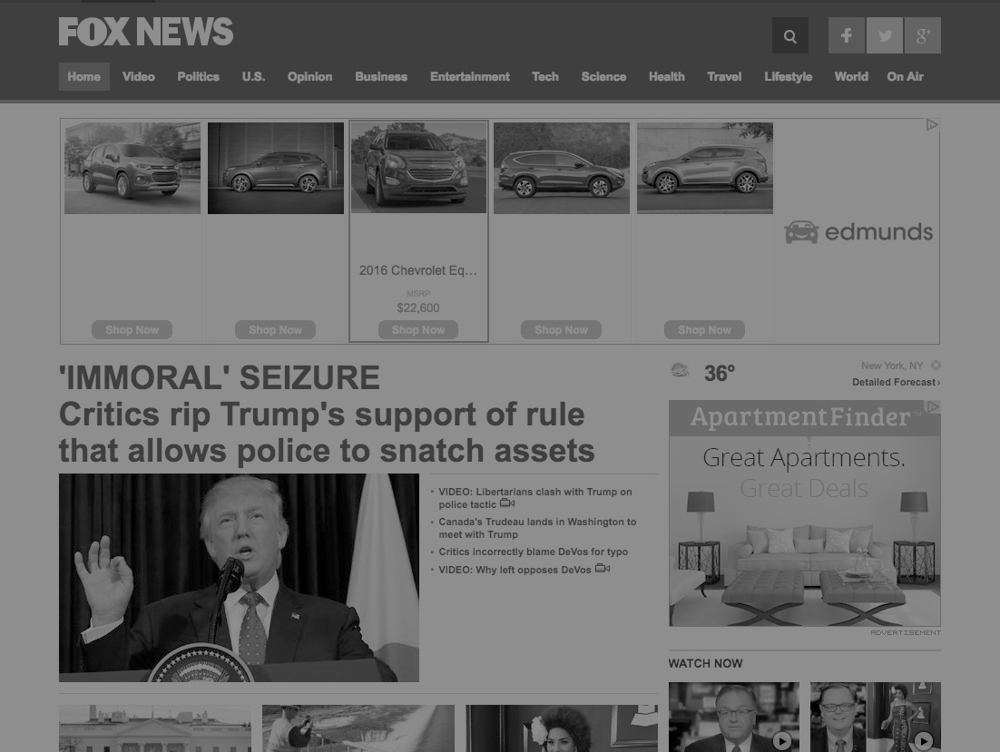 FOX NEWS
Home Video Politics U.S. Opinion Business Entertainment Tech Science Health Travel Lifestyle World On Air
edmunds
2016 Chevrolet Eq...
MSRP
$22,600
Shop Now Shop Now Shop Now Shop Now Shop Now
'IMMORAL' SEIZURE
Critics rip Trump's support of rule
that allows police to snatch assets
• VIDEO: Libertarians clash with Trump on
police tactic
• Canada's Trudeau lands in Washington to
meet with Trump
• Critics incorrectly blame DeVos for typo
• VIDEO: Why left opposes DeVos
36º
New York, NY
Detailed Forecast ›
ApartmentFinder™
Great Apartments.
Great Deals
ADVERTISEMENT
WATCH NOW